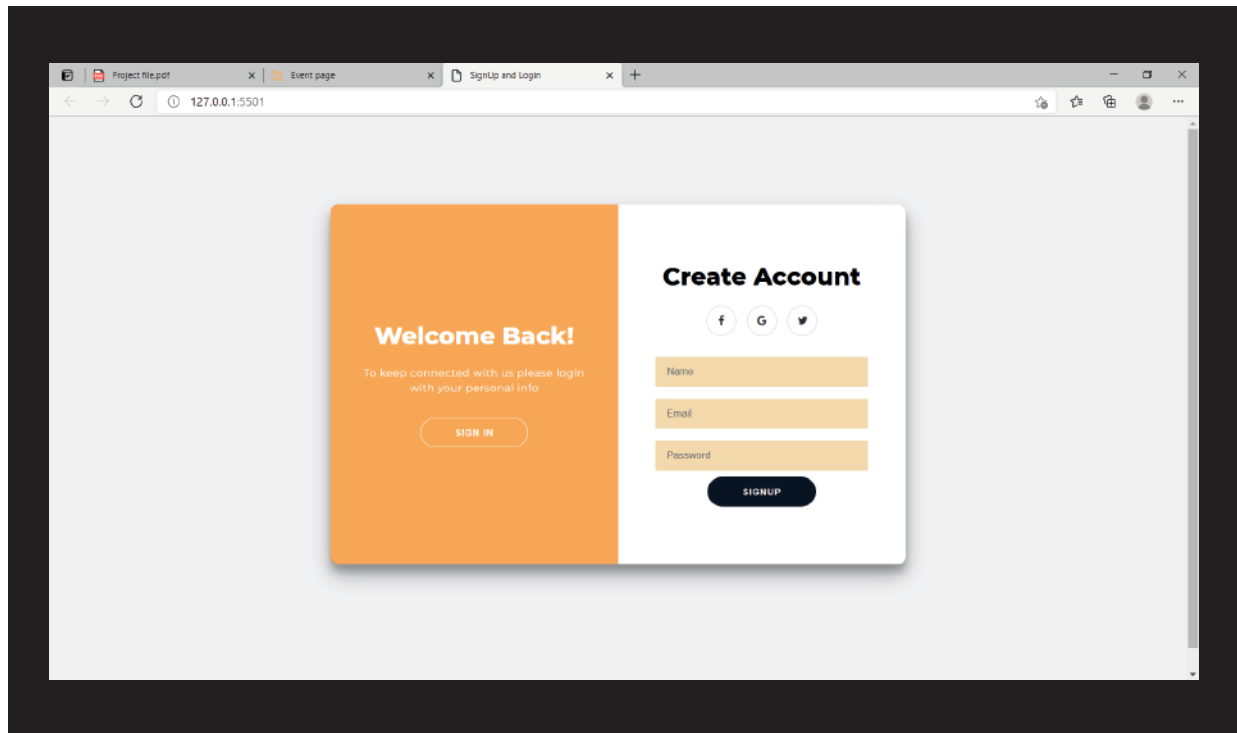 Project file.pdf
Event page
SignUp and Login
127.0.0.1:5501
Welcome Back!
To keep connected with us please login
with your personal info
SIGN IN
Create Account
f G
Name
Email
Password
SIGNUP